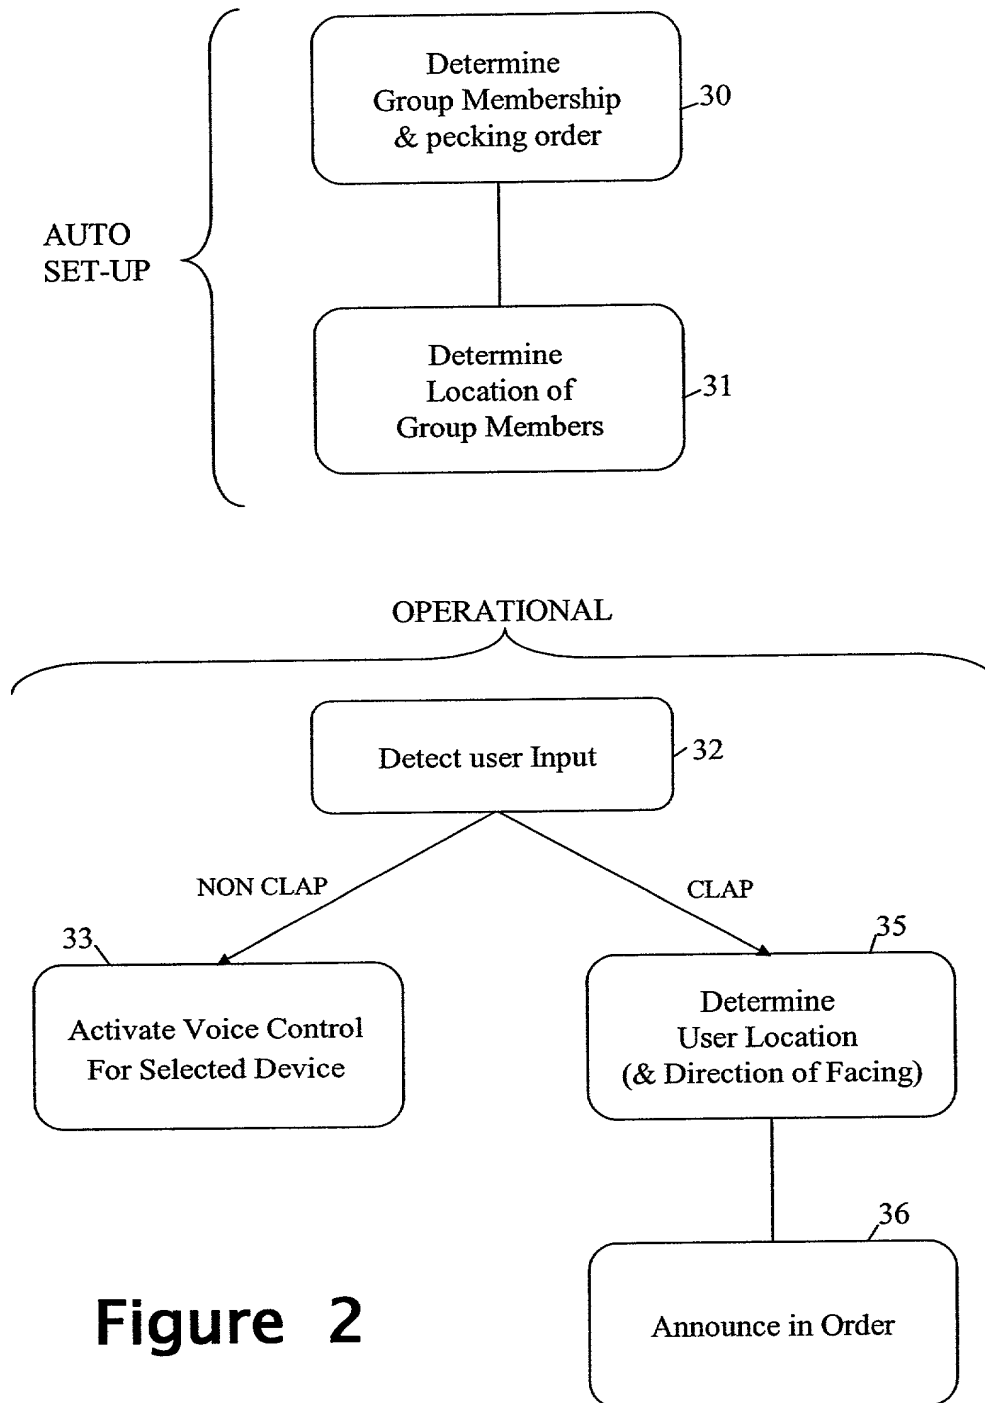 Determine
Group Membership
& pecking order
30
AUTO
SET-UP
Determine
Location of
Group Members
31
OPERATIONAL
Detect user Input
32
NON CLAP
CLAP
33
35
Activate Voice Control
For Selected Device
Determine
User Location
(& Direction of Facing)
36
Announce in Order
Figure 2